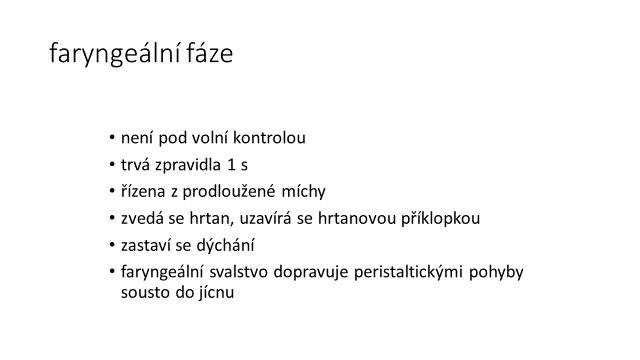 faryngeální fáze
• není pod volní kontrolou
• trvá zpravidla 1 s
• řízena z prodloužené míchy
• zvedá se hrtan, uzavírá se hrtanovou příklopkou
• zastaví se dýchání
• faryngeální svalstvo dopravuje peristaltickými pohyby
sousto do jícnu